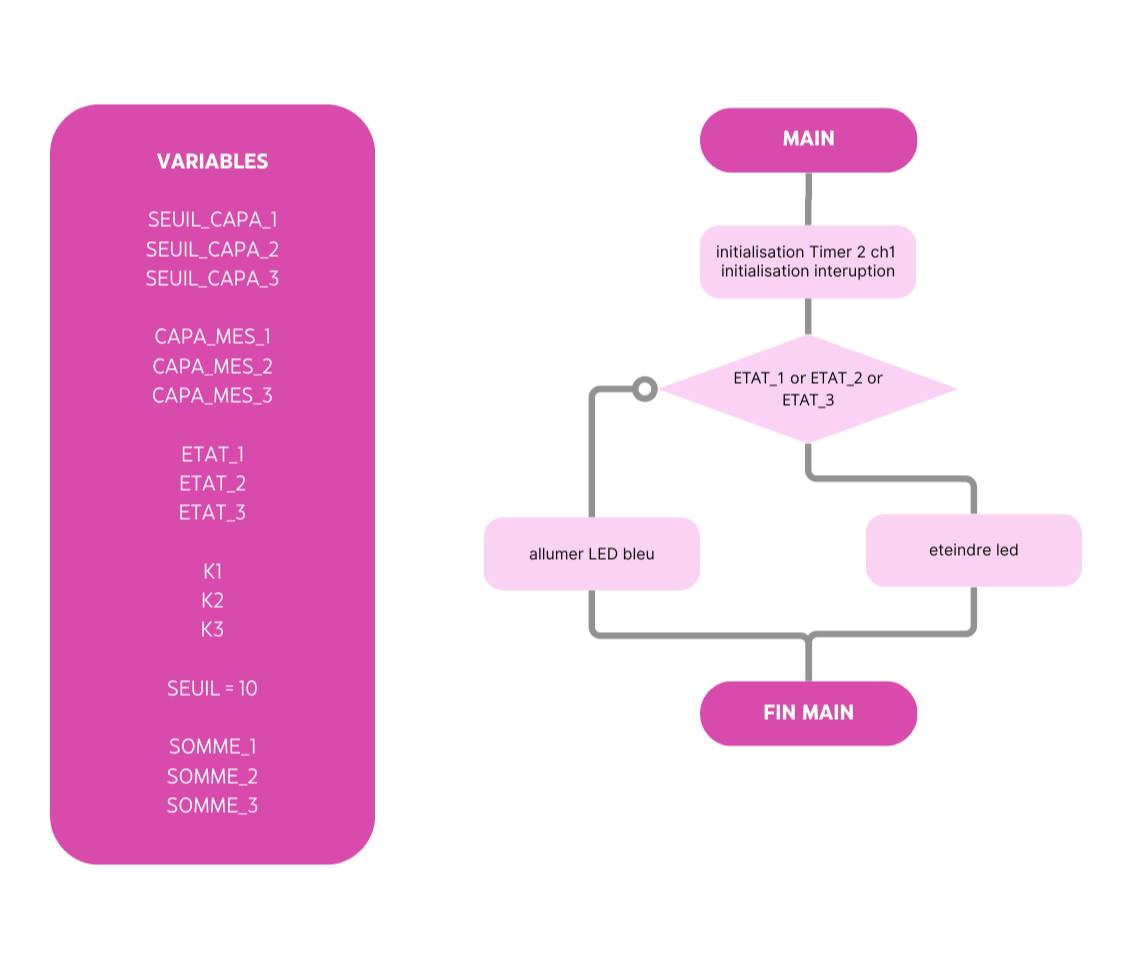 VARIABLES
SEUIL_CAPA_1
SEUIL_CAPA_2
SEUIL_CAPA_3
CAPA_MES_1
CAPA_MES_2
CAPA_MES_3
ETAT_1
ETAT_2
ETAT_3
K1
K2
K3
SEUIL = 10
SOMME_1
SOMME_2
SOMME_3
MAIN
initialisation Timer 2 ch1
initialisation interuption
ETAT_1 or ETAT_2 or
ETAT_3
allumer LED bleu
eteindre led
FIN MAIN